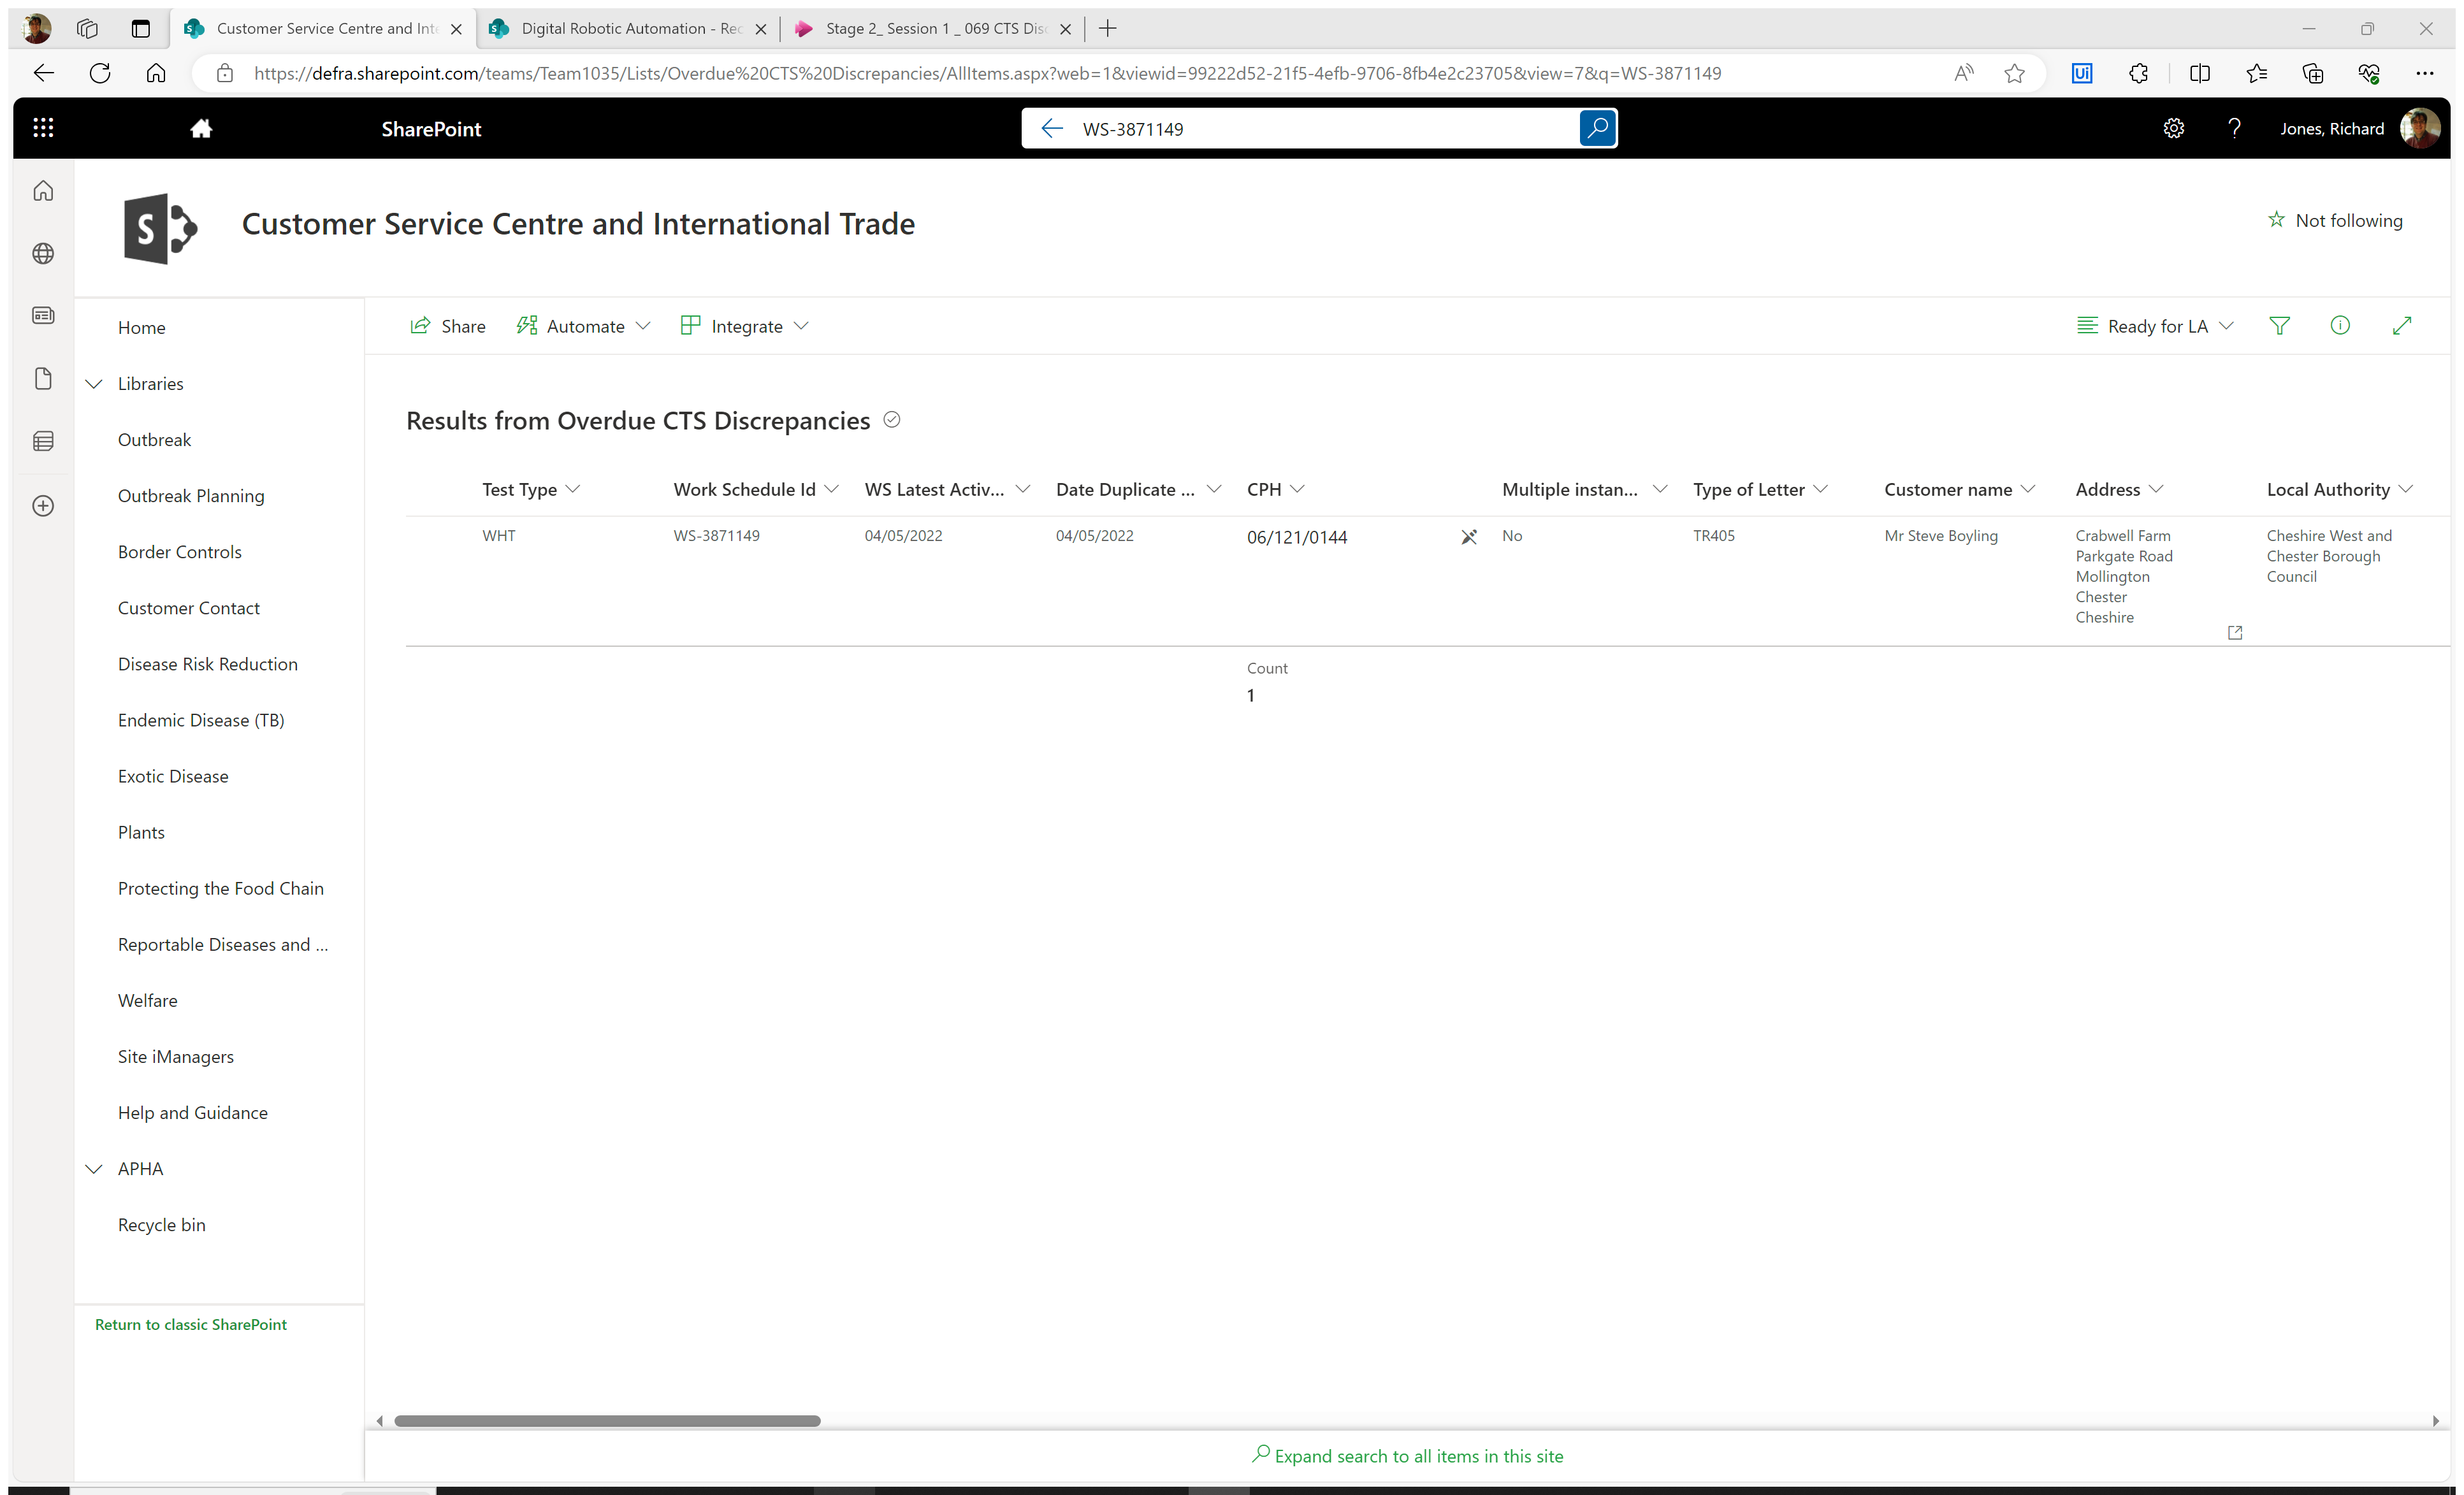 Customer Service Centre and Inte
Digital Robotic Automation - Rec
Stage 2_ Session 1 _ 069 CTS Disc
https://defra.sharepoint.com/teams/Team1035/Lists/Overdue%20CTS%20Discrepancies/AllItems.aspx?web=1&viewid=99222d52-21f5-4efb-9706-8fb4e2c23705&view=7&q=WS-3871149
SharePoint
WS-3871149
Jones, Richard
Customer Service Centre and International Trade
Not following
Home
Libraries
Outbreak
Outbreak Planning
Border Controls
Customer Contact
Disease Risk Reduction
Endemic Disease (TB)
Exotic Disease
Plants
Protecting the Food Chain
Reportable Diseases and ...
Welfare
Site iManagers
Help and Guidance
APHA
Recycle bin
Return to classic SharePoint
Share Automate Integrate Ready for LA
Results from Overdue CTS Discrepancies
Test Type Work Schedule Id WS Latest Activ... Date Duplicate ... CPH Multiple instan... Type of Letter Customer name Address Local Authority
WHT WS-3871149 04/05/2022 04/05/2022 06/121/0144 No TR405 Mr Steve Boyling Crabwell Farm Cheshire West and
Parkgate Road Chester Borough
Mollington Council
Chester
Cheshire
Count
1
Expand search to all items in this site